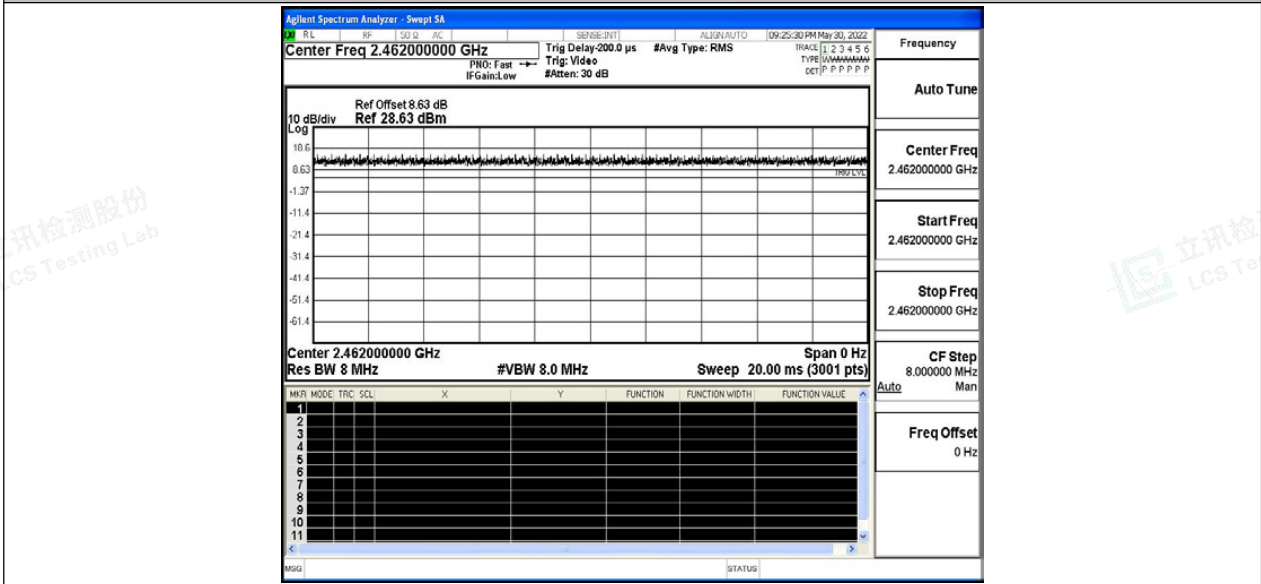 Agilent Spectrum Analyzer - Swept SA
RL RF 50 Ω AC SENSE:INT ALIGNAUTO 09:25:30 PM May 30, 2022
Center Freq 2.462000000 GHz Trig Delay-200.0 µs #Avg Type: RMS TRACE 1 2 3 4 5 6
PNO: Fast Trig: Video TYPE
IFGain:Low #Atten: 30 dB DET P P P P P P
Ref Offset 8.63 dB
10 dB/div Ref 28.63 dBm
Log
18.6
8.63
TRIG LVL
-1.37
-11.4
-21.4
-31.4
-41.4
-51.4
-61.4
Center 2.462000000 GHz Span 0 Hz
Res BW 8 MHz #VBW 8.0 MHz Sweep 20.00 ms (3001 pts)
MKR MODE TRC SCL X Y FUNCTION FUNCTION WIDTH FUNCTION VALUE
1
2
3
4
5
6
7
8
9
10
11
MSG STATUS
Frequency
Auto Tune
Center Freq
2.462000000 GHz
Start Freq
2.462000000 GHz
Stop Freq
2.462000000 GHz
CF Step
8.000000 MHz
Auto Man
Freq Offset
0 Hz
讯检测股份
LCS Testing Lab
立讯检
LCS Te